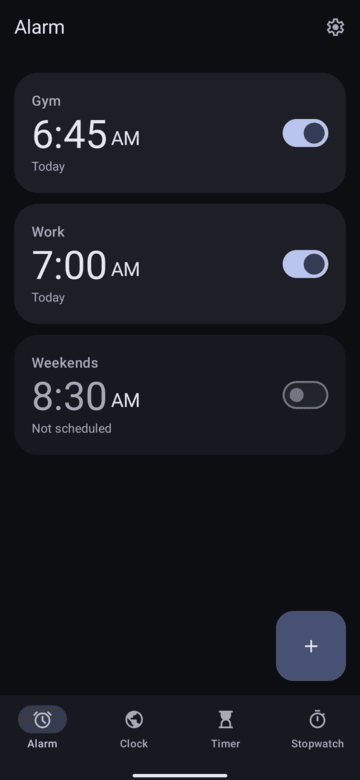 Alarm
Gym
6:45 AM
Today
Work
7:00 AM
Today
Weekends
8:30 AM
Not scheduled
+
Alarm
Clock
Timer
Stopwatch